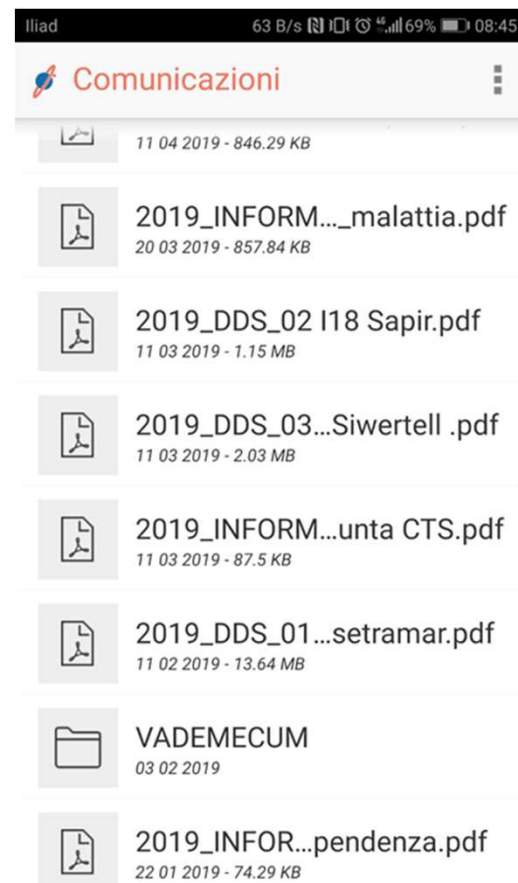 Iliad 63 B/s 4G 69% 08:45
Comunicazioni
11 04 2019 - 846.29 KB
2019_INFORM..._malattia.pdf
20 03 2019 - 857.84 KB
2019_DDS_02 I18 Sapir.pdf
11 03 2019 - 1.15 MB
2019_DDS_03...Siwertell .pdf
11 03 2019 - 2.03 MB
2019_INFORM...unta CTS.pdf
11 03 2019 - 87.5 KB
2019_DDS_01...setramar.pdf
11 02 2019 - 13.64 MB
VADEMECUM
03 02 2019
2019_INFOR...pendenza.pdf
22 01 2019 - 74.29 KB